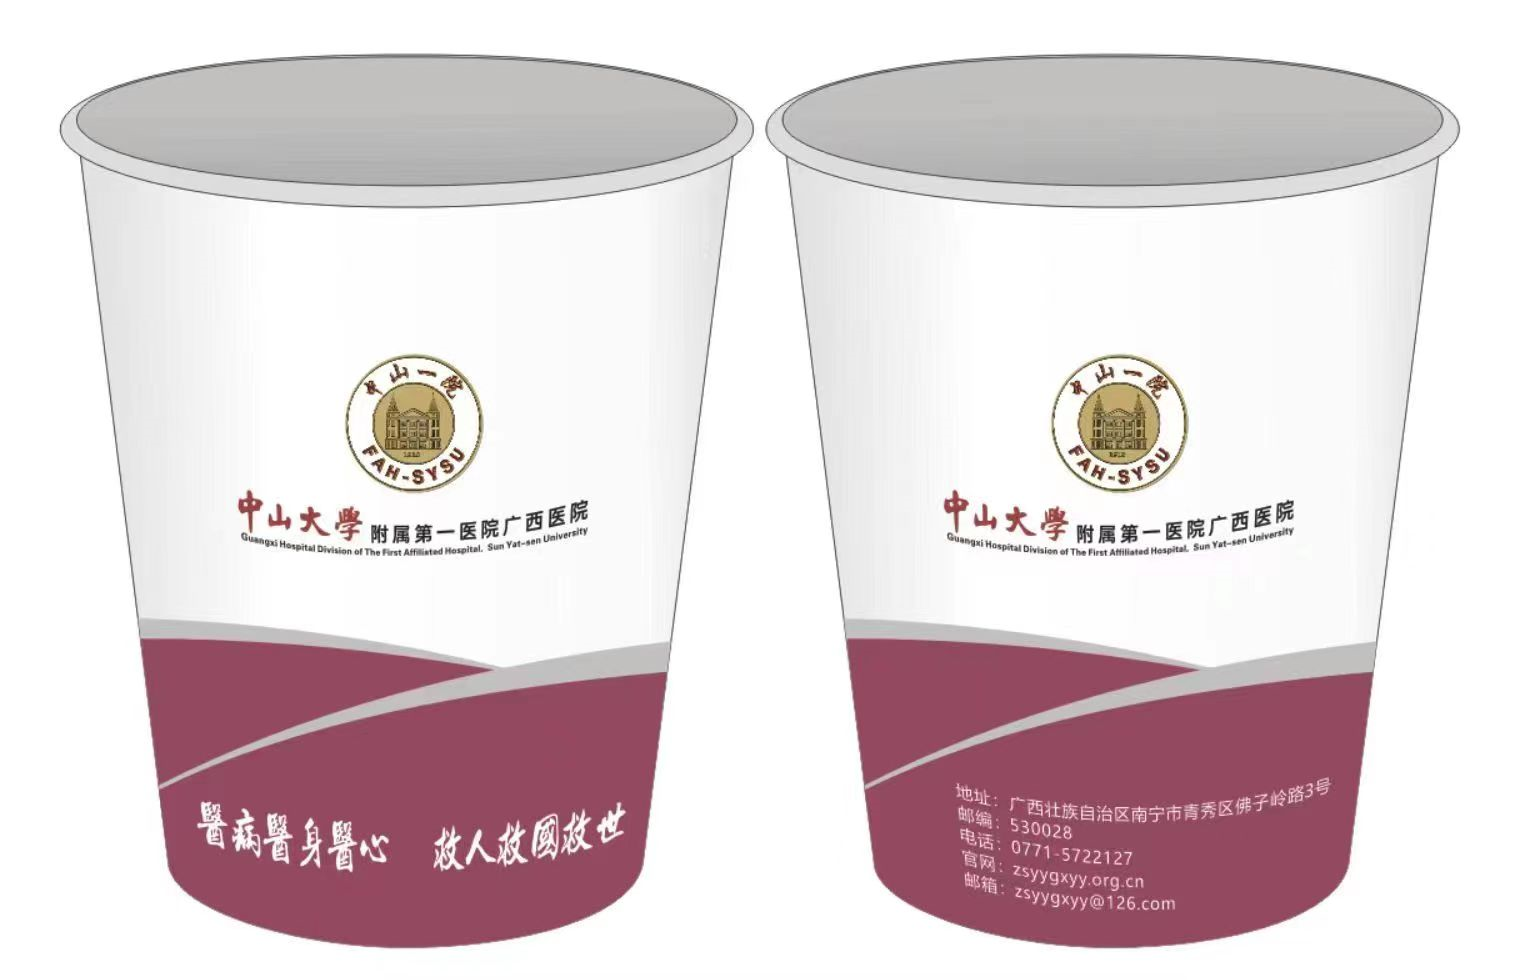 中山一院
1910
FAH-SYSU
中山大學 附属第一医院广西医院
Guangxi Hospital Division of The First Affiliated Hospital, Sun Yat-sen University
醫病醫身醫心 救人救國救世
中山一院
1910
FAH-SYSU
中山大學 附属第一医院广西医院
Guangxi Hospital Division of The First Affiliated Hospital, Sun Yat-sen University
地址：广西壮族自治区南宁市青秀区佛子岭路3号
邮编：530028
电话：0771-5722127
官网：zsyygxyy.org.cn
邮箱：zsyygxyy@126.com